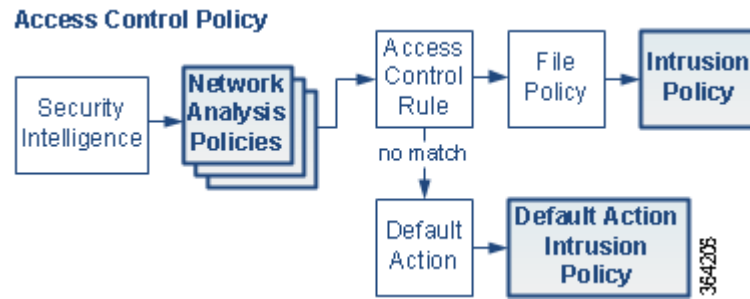 Access Control Policy
Security
Intelligence
Network
Analysis
Policies
Access
Control
Rule
File
Policy
Intrusion
Policy
no match
Default
Action
Default Action
Intrusion
Policy
364205